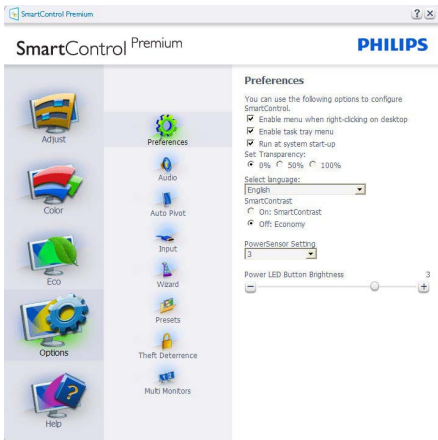 SmartControl Premium
SmartControl Premium
PHILIPS
Adjust
Color
Eco
Options
Help
Preferences
Audio
Auto Pivot
Input
Wizard
Presets
Theft Deterrence
Multi Monitors
Preferences
You can use the following options to configure
SmartControl.
Enable menu when right-clicking on desktop
Enable task tray menu
Run at system start-up
Set Transparency:
0% 50% 100%
Select language:
English
SmartContrast
On: SmartContrast
Off: Economy
PowerSensor Setting
3
Power LED Button Brightness 3